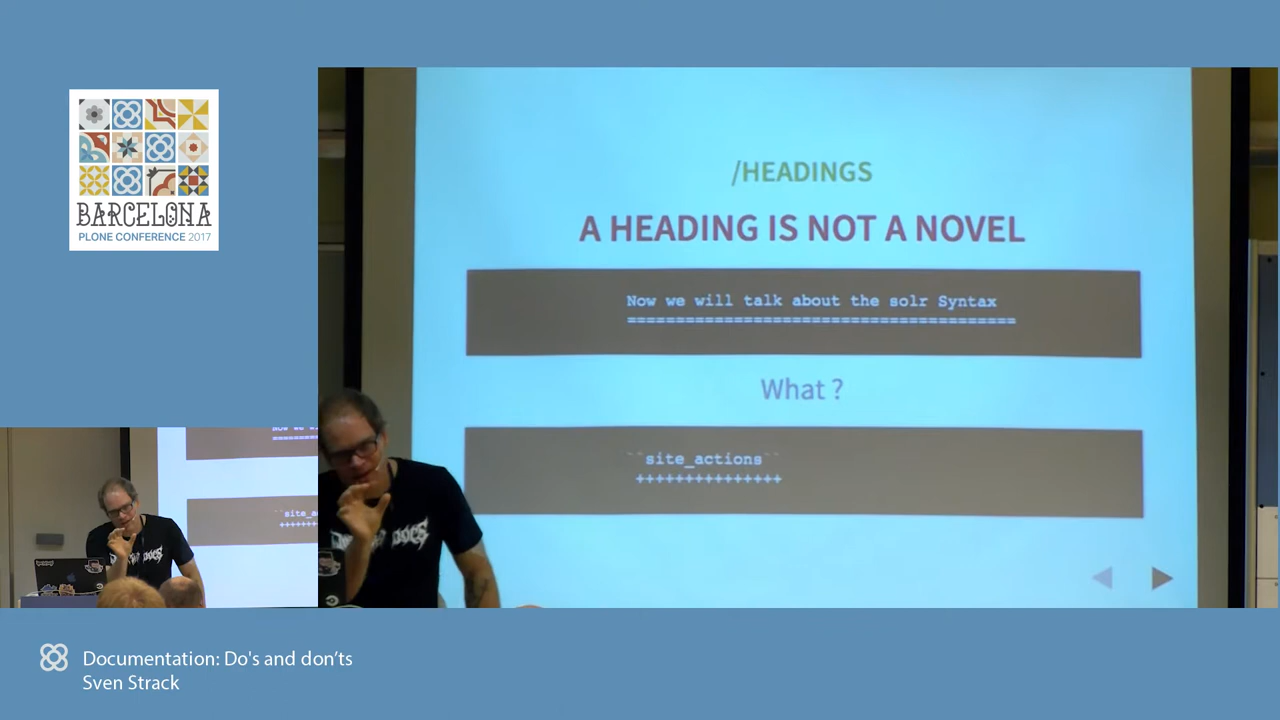 BARCELONA
PLONE CONFERENCE 2017
/HEADINGS
A HEADING IS NOT A NOVEL
Now we will talk about the solr Syntax
========================================
What ?
``site_actions``
+++++++++++++++
DOCS
Documentation: Do's and don’ts
Sven Strack